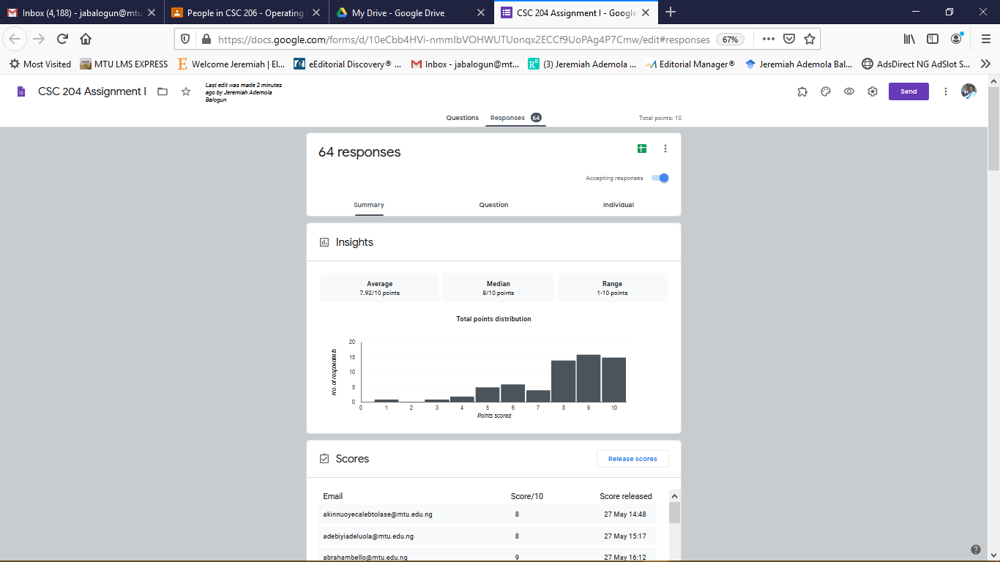 Inbox (4,188) - jabalogun@mtu
People in CSC 206 - Operating
My Drive - Google Drive
CSC 204 Assignment I - Google
https://docs.google.com/forms/d/10eCbb4HVi-nmmIbVOHWUTUonqx2ECCf9UoPAg4P7Cmw/edit#responses
67%
Most Visited
MTU LMS EXPRESS
Welcome Jeremiah | El...
eEditorial Discovery® ...
Inbox - jabalogun@mt...
(3) Jeremiah Ademola ...
Editorial Manager®
Jeremiah Ademola Bal...
AdsDirect NG AdSlot S...
CSC 204 Assignment I
Last edit was made 2 minutes
ago by Jeremiah Ademola
Balogun
Send
Questions
Responses 64
Total points: 10
64 responses
Accepting responses
Summary
Question
Individual
Insights
Average
7.92/10 points
Median
8/10 points
Range
1-10 points
Total points distribution
No. of respondents
20
15
10
5
0
0 1 2 3 4 5 6 7 8 9 10
Points scored
Scores
Release scores
Email Score/10 Score released
akinnuoyecalebtolase@mtu.edu.ng 8 27 May 14:48
adebiyiadeluola@mtu.edu.ng 8 27 May 15:17
abrahambello@mtu.edu.ng 9 27 May 16:12